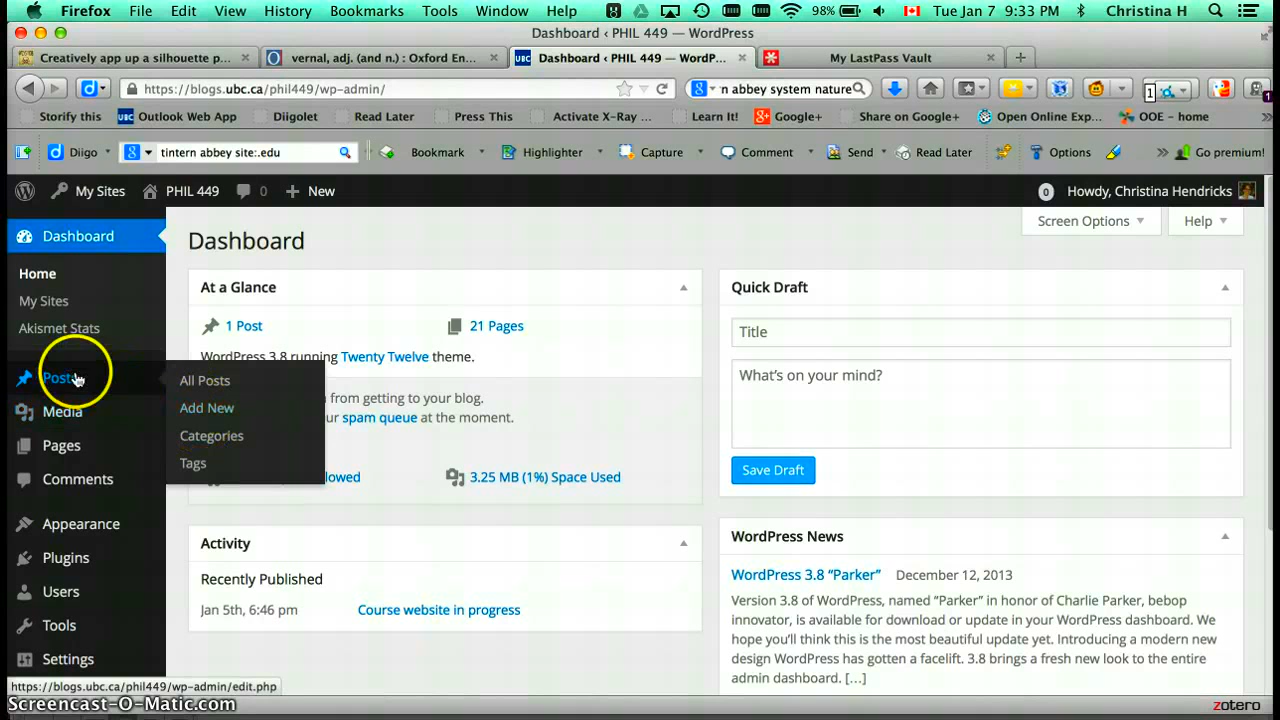 Firefox File Edit View History Bookmarks Tools Window Help 98% Tue Jan 7 9:33 PM Christina H
Dashboard ‹ PHIL 449 — WordPress
Creatively app up a silhouette p... vernal, adj. (and n.) : Oxford En... UBC Dashboard ‹ PHIL 449 — WordP... My LastPass Vault
https://blogs.ubc.ca/phil449/wp-admin/ n abbey system nature 1 1
Storify this UBC Outlook Web App Diigolet Read Later Press This Activate X-Ray ... Learn It! Google+ Share on Google+ Open Online Exp... OOE - home
Diigo tintern abbey site:.edu Bookmark Highlighter Capture Comment Send Read Later Options Go premium!
My Sites PHIL 449 0 New 0 Howdy, Christina Hendricks
Dashboard
Dashboard
Screen Options Help
Home
My Sites
Akismet Stats
Posts
Media
Pages
Comments
Appearance
Plugins
Users
Tools
Settings
All Posts
Add New
Categories
Tags
At a Glance
1 Post 21 Pages
WordPress 3.8 running Twenty Twelve theme.
from getting to your blog.
spam queue at the moment.
owed 3.25 MB (1%) Space Used
Activity
Recently Published
Jan 5th, 6:46 pm Course website in progress
Quick Draft
Title
What's on your mind?
Save Draft
WordPress News
WordPress 3.8 “Parker” December 12, 2013
Version 3.8 of WordPress, named “Parker” in honor of Charlie Parker, bebop
innovator, is available for download or update in your WordPress dashboard. We
hope you’ll think this is the most beautiful update yet. Introducing a modern new
design WordPress has gotten a facelift. 3.8 brings a fresh new look to the entire
admin dashboard. […]
https://blogs.ubc.ca/phil449/wp-admin/edit.php
Screencast-O-Matic.com zotero